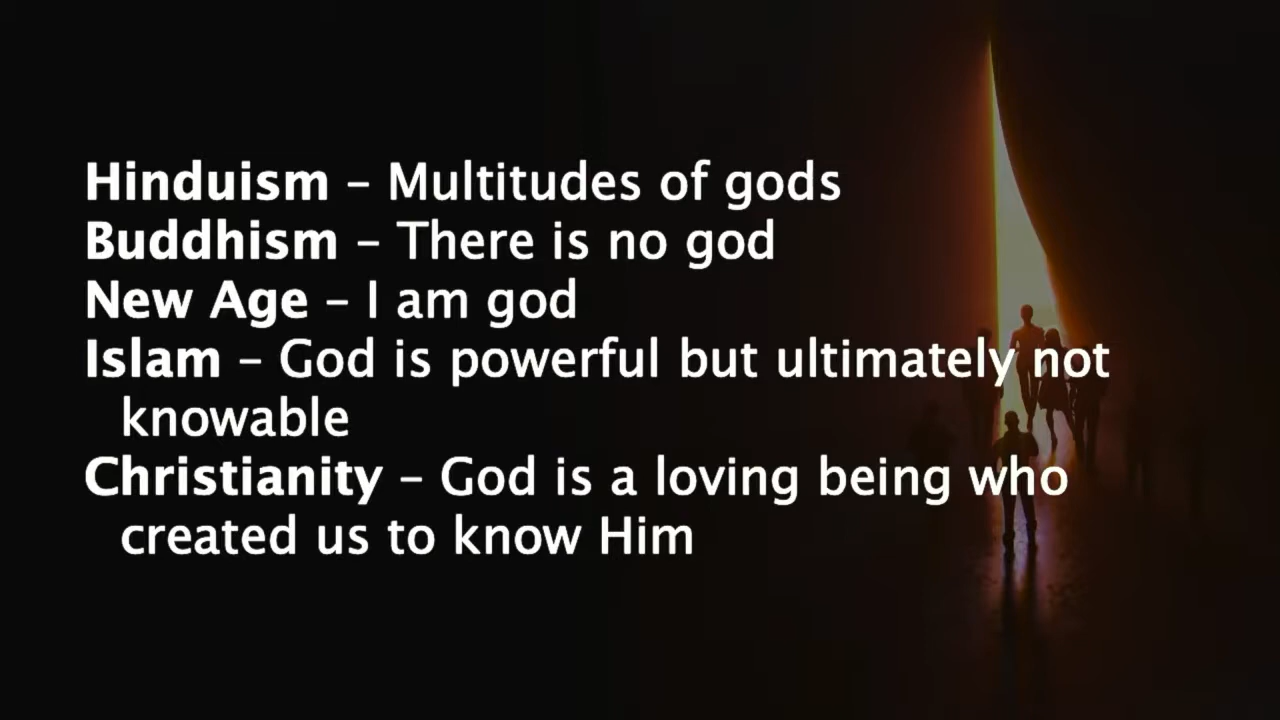 Hinduism – Multitudes of gods
Buddhism – There is no god
New Age – I am god
Islam – God is powerful but ultimately not
knowable
Christianity – God is a loving being who
created us to know Him